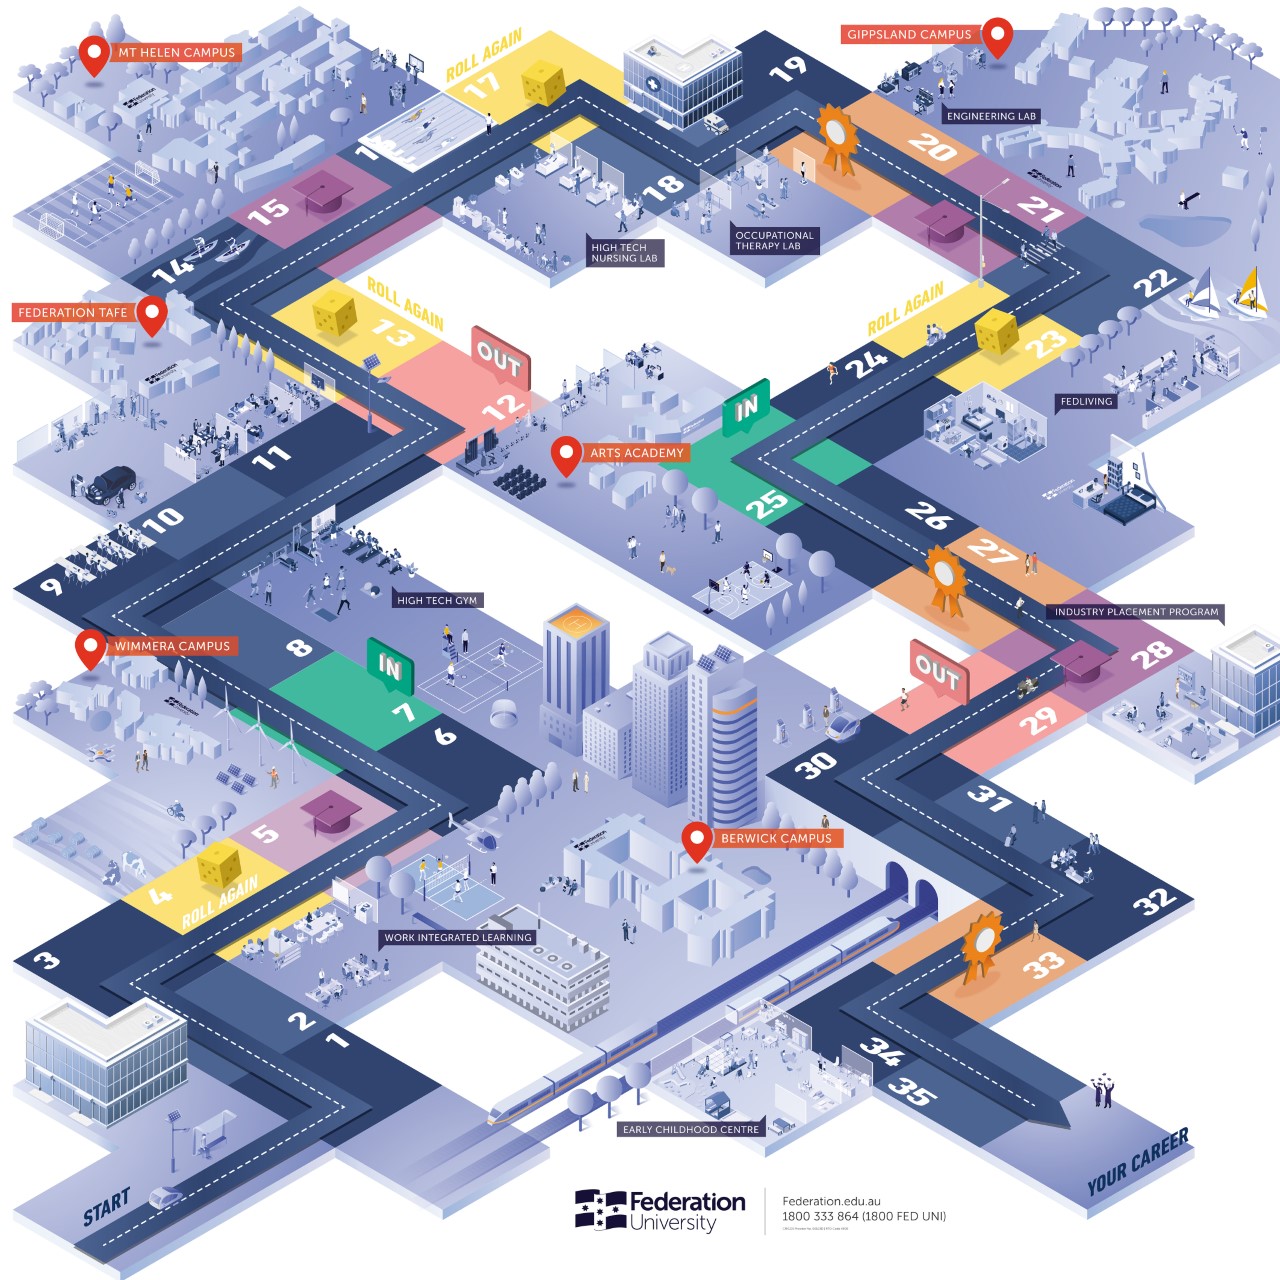 MT HELEN CAMPUS
ROLL AGAIN
17
19
GIPPSLAND CAMPUS
ENGINEERING LAB
20
15
18
21
OCCUPATIONAL
THERAPY LAB
HIGH TECH
NURSING LAB
14
22
FEDERATION TAFE
ROLL AGAIN
13
ROLL AGAIN
23
OUT
24
12
IN
FEDLIVING
11
ARTS ACADEMY
25
10
26
9
27
HIGH TECH GYM
INDUSTRY PLACEMENT PROGRAM
WIMMERA CAMPUS
8
IN
28
OUT
7
29
6
30
31
5
BERWICK CAMPUS
4
ROLL AGAIN
32
WORK INTEGRATED LEARNING
3
33
2
1
34
35
EARLY CHILDHOOD CENTRE
YOUR CAREER
START
Federation
University
Federation.edu.au
1800 333 864 (1800 FED UNI)